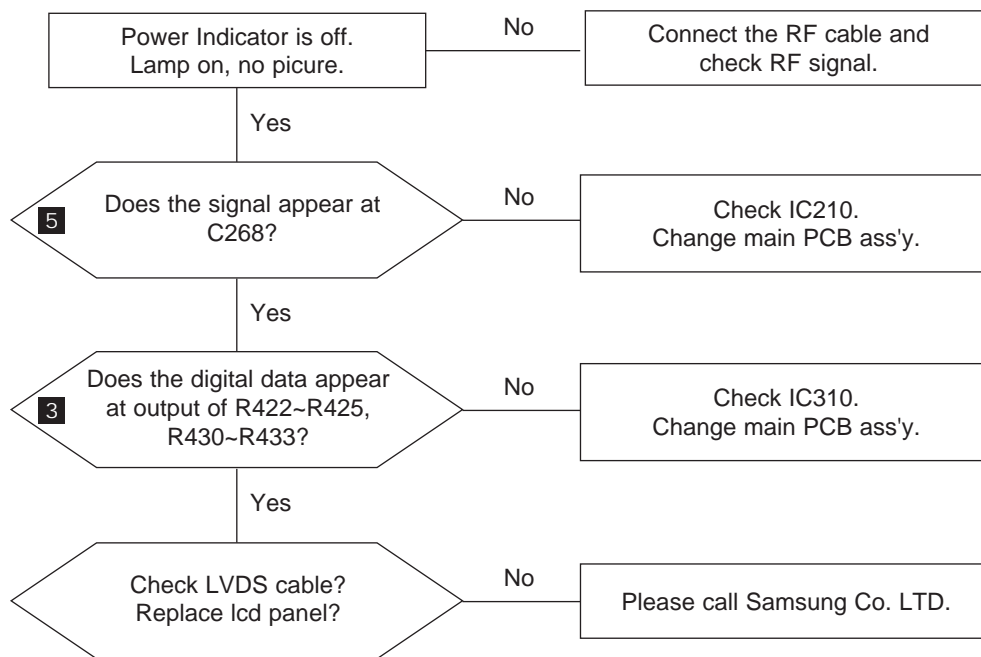 Power Indicator is off.
Lamp on, no picure.
No
Connect the RF cable and
check RF signal.
Yes
5
Does the signal appear at
C268?
No
Check IC210.
Change main PCB ass'y.
Yes
3
Does the digital data appear
at output of R422~R425,
R430~R433?
No
Check IC310.
Change main PCB ass'y.
Yes
Check LVDS cable?
Replace lcd panel?
No
Please call Samsung Co. LTD.